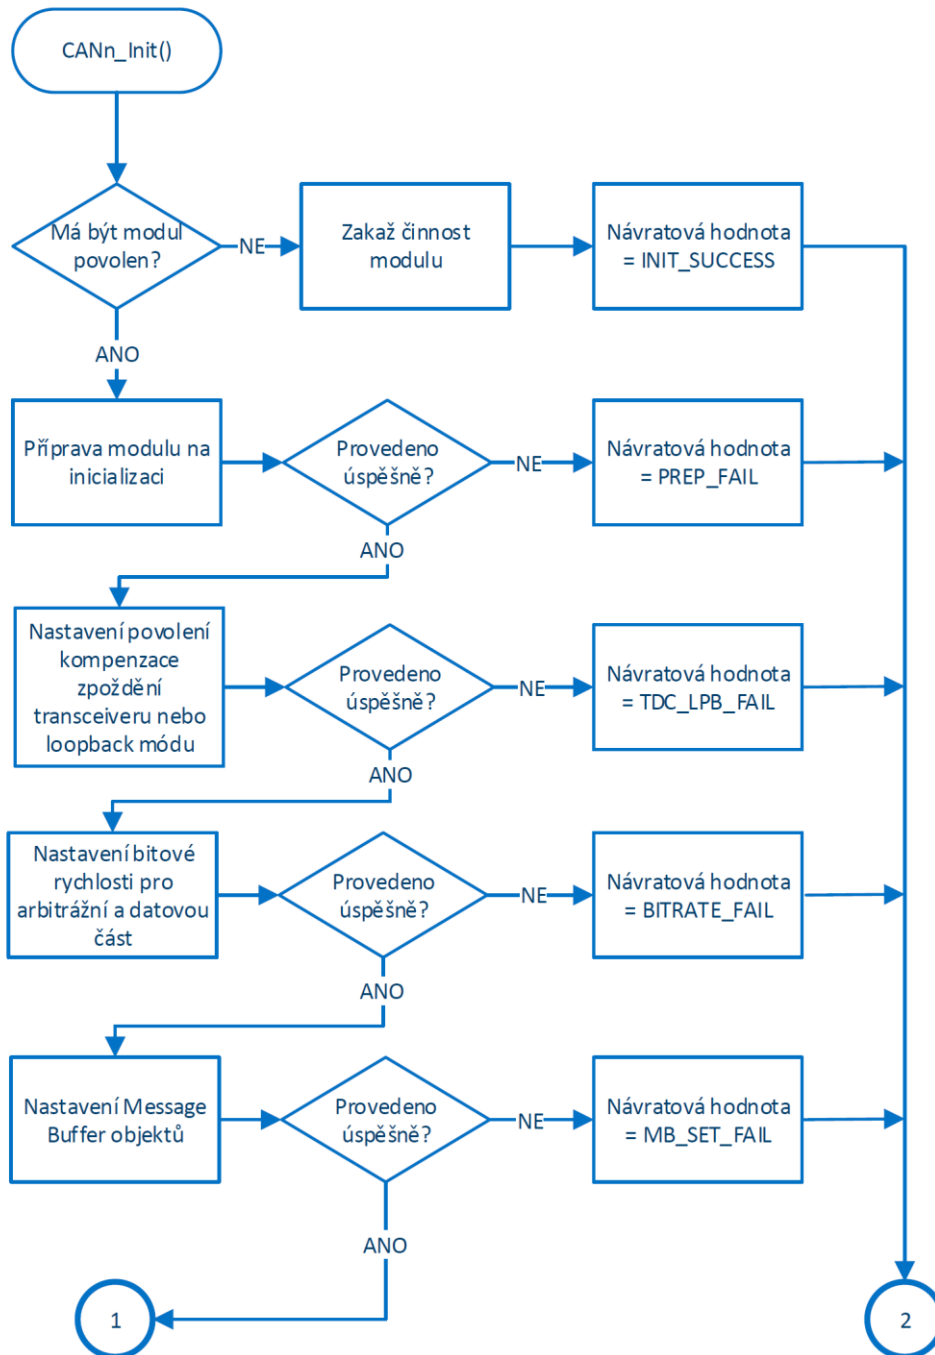 CANn_Init()
Má být modul
povolen?
NE
Zakaž činnost
modulu
Návratová hodnota
= INIT_SUCCESS
ANO
Příprava modulu na
inicializaci
Provedeno
úspěšně?
NE
Návratová hodnota
= PREP_FAIL
ANO
Nastavení povolení
kompenzace
zpoždění
transceiveru nebo
loopback módu
Provedeno
úspěšně?
NE
Návratová hodnota
= TDC_LPB_FAIL
ANO
Nastavení bitové
rychlosti pro
arbitrážní a datovou
část
Provedeno
úspěšně?
NE
Návratová hodnota
= BITRATE_FAIL
ANO
Nastavení Message
Buffer objektů
Provedeno
úspěšně?
NE
Návratová hodnota
= MB_SET_FAIL
ANO
1
2